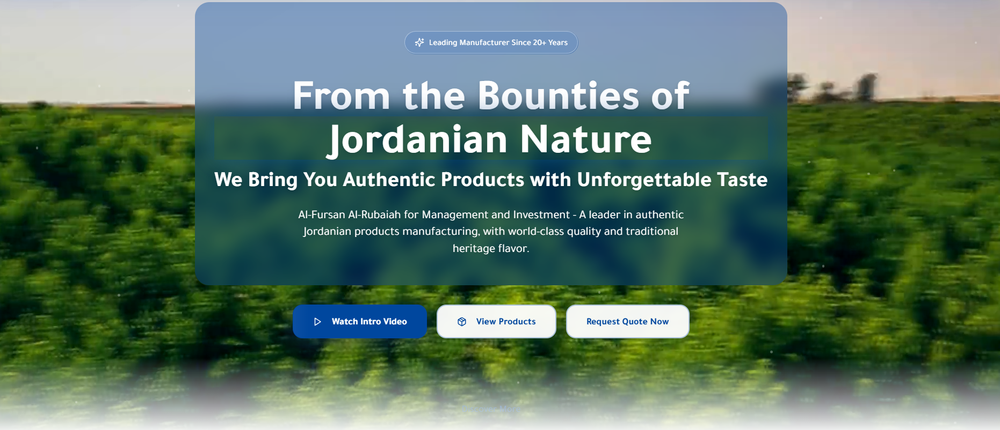 Leading Manufacturer Since 20+ Years
From the Bounties of
Jordanian Nature
We Bring You Authentic Products with Unforgettable Taste
Al-Fursan Al-Rubaiah for Management and Investment - A leader in authentic
Jordanian products manufacturing, with world-class quality and traditional
heritage flavor.
Watch Intro Video
View Products
Request Quote Now
More